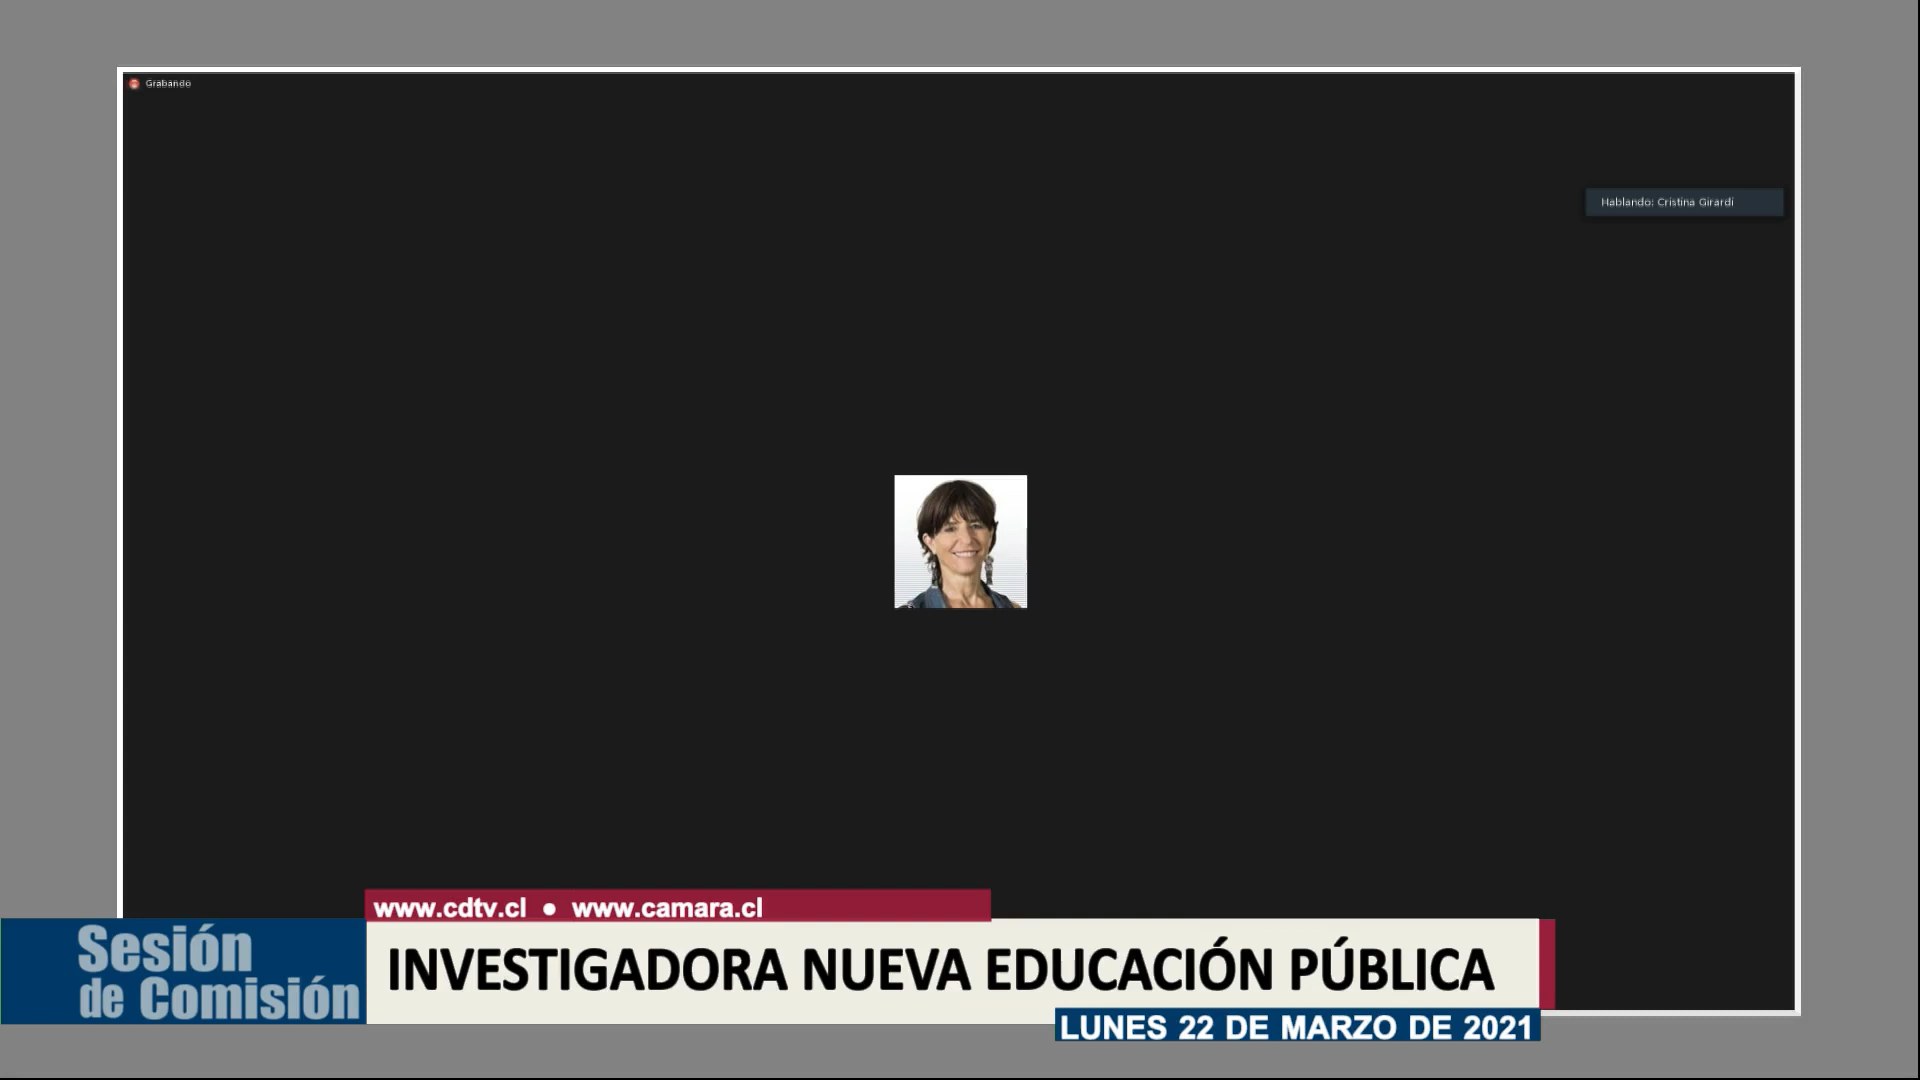 Grabando
Hablando: Cristina Girardi
www.cdtv.cl ● www.camara.cl
Sesión
de Comisión
INVESTIGADORA NUEVA EDUCACIÓN PÚBLICA
LUNES 22 DE MARZO DE 2021